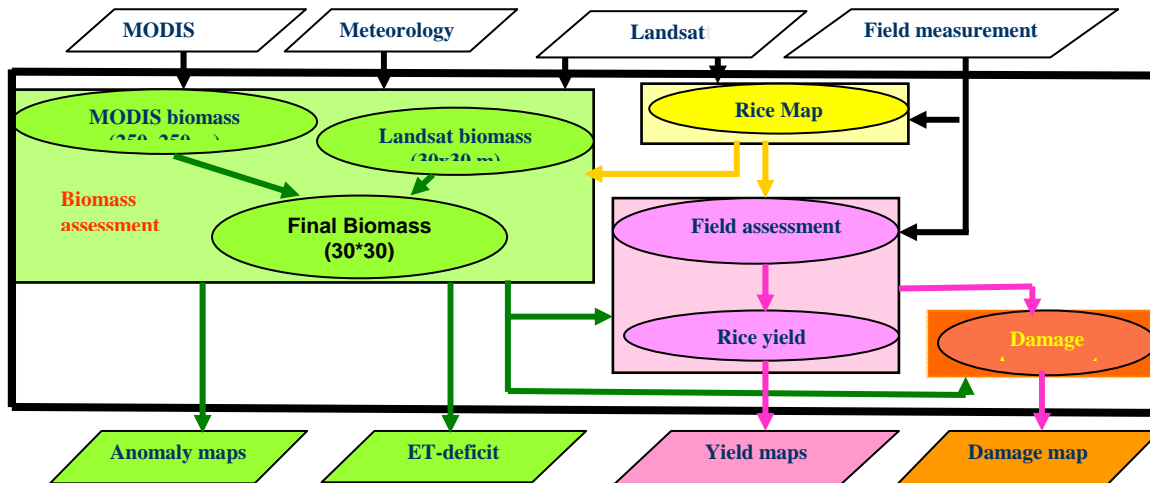 MODIS
Meteorology
Landsat
Field measurement
MODIS biomass
Landsat biomass
(30x30 m)
Rice Map
Biomass
assessment
Final Biomass
(30*30)
Field assessment
Rice yield
Damage
Anomaly maps
ET-deficit
Yield maps
Damage map